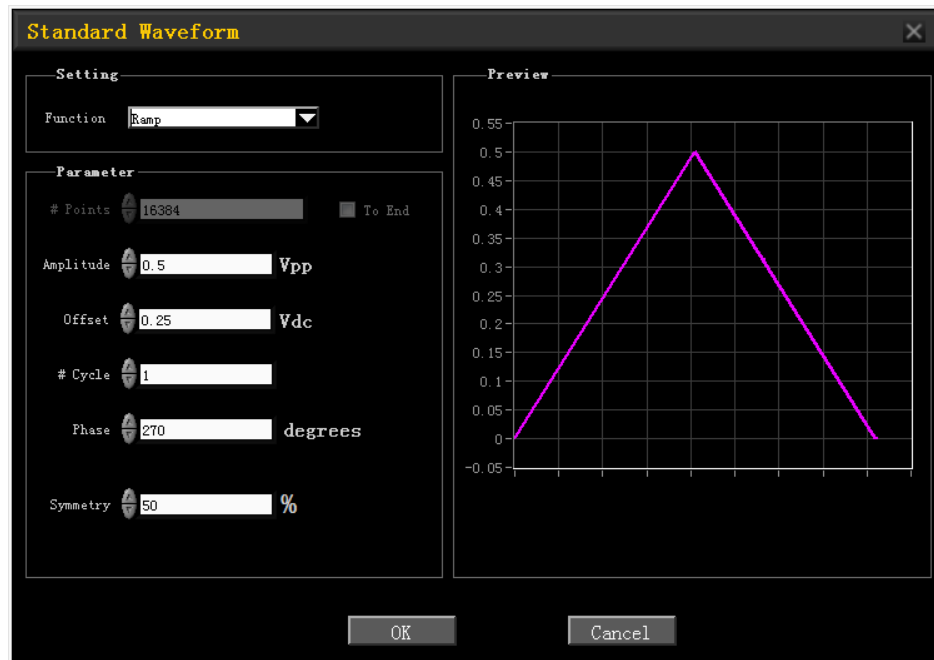 Standard Waveform
Setting
Function Ramp
Parameter
# Points 16384 To End
Amplitude 0.5 Vpp
Offset 0.25 Vdc
# Cycle 1
Phase 270 degrees
Symmetry 50 %
Preview
0.55
0.5
0.45
0.4
0.35
0.3
0.25
0.2
0.15
0.1
0.05
0
-0.05
OK
Cancel